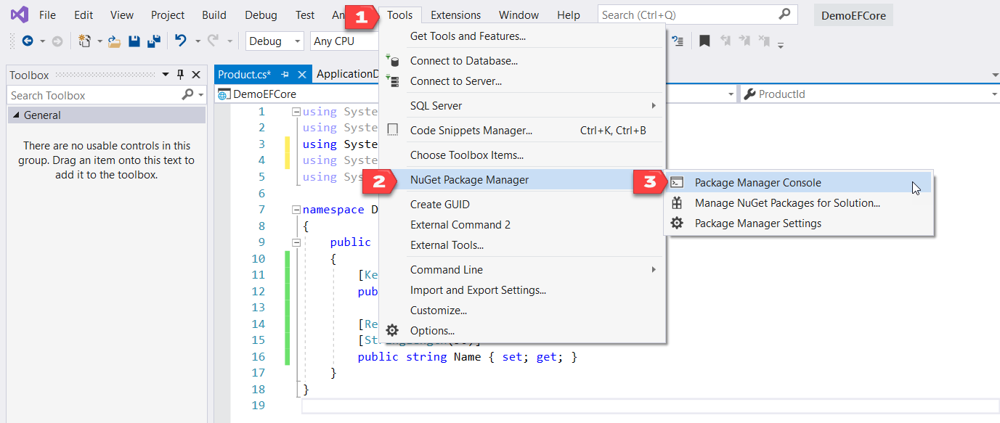 File Edit View Project Build Debug Test An 1 Tools Extensions Window Help Search (Ctrl+Q) DemoEFCore
Debug Any CPU
Toolbox
Search Toolbox
General
There are no usable controls in this
group. Drag an item onto this text to
add it to the toolbox.
Product.cs* ApplicationD
DemoEFCore ProductId
1 using Syste
2 using Syste
3 using Syste
4 using Syste
5 using Sys
6
7 namespace D
8 {
9 public
10 {
11 [Ke
12 pub
13
14 [Re
15 
16 public string Name { set; get; }
17 }
18 }
19
Get Tools and Features...
Connect to Database...
Connect to Server...
SQL Server
Code Snippets Manager... Ctrl+K, Ctrl+B
Choose Toolbox Items...
2 NuGet Package Manager
Create GUID
External Command 2
External Tools...
Command Line
Import and Export Settings...
Customize...
Options...
3 Package Manager Console
Manage NuGet Packages for Solution...
Package Manager Settings